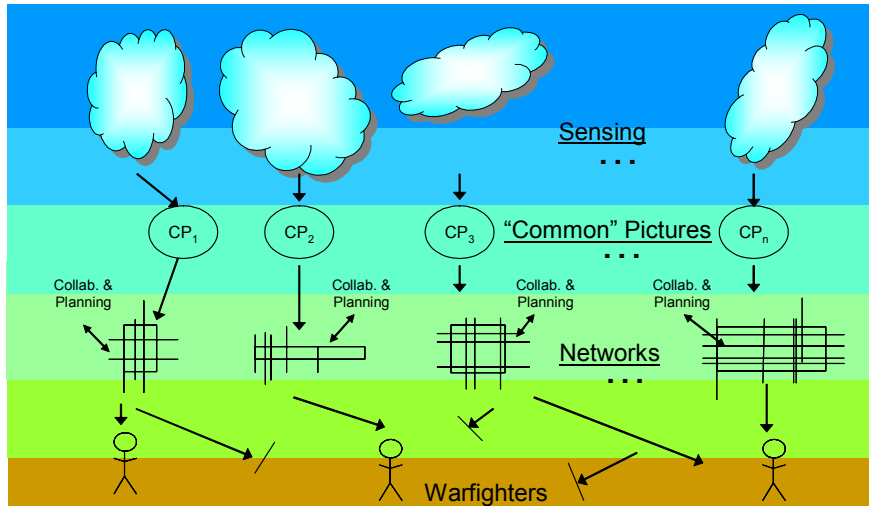 Sensing
. . .
CP1
CP2
CP3
"Common" Pictures
. . .
CPn
Collab. &
Planning
Collab. &
Planning
Collab. &
Planning
Collab. &
Planning
Networks
. . .
Warfighters